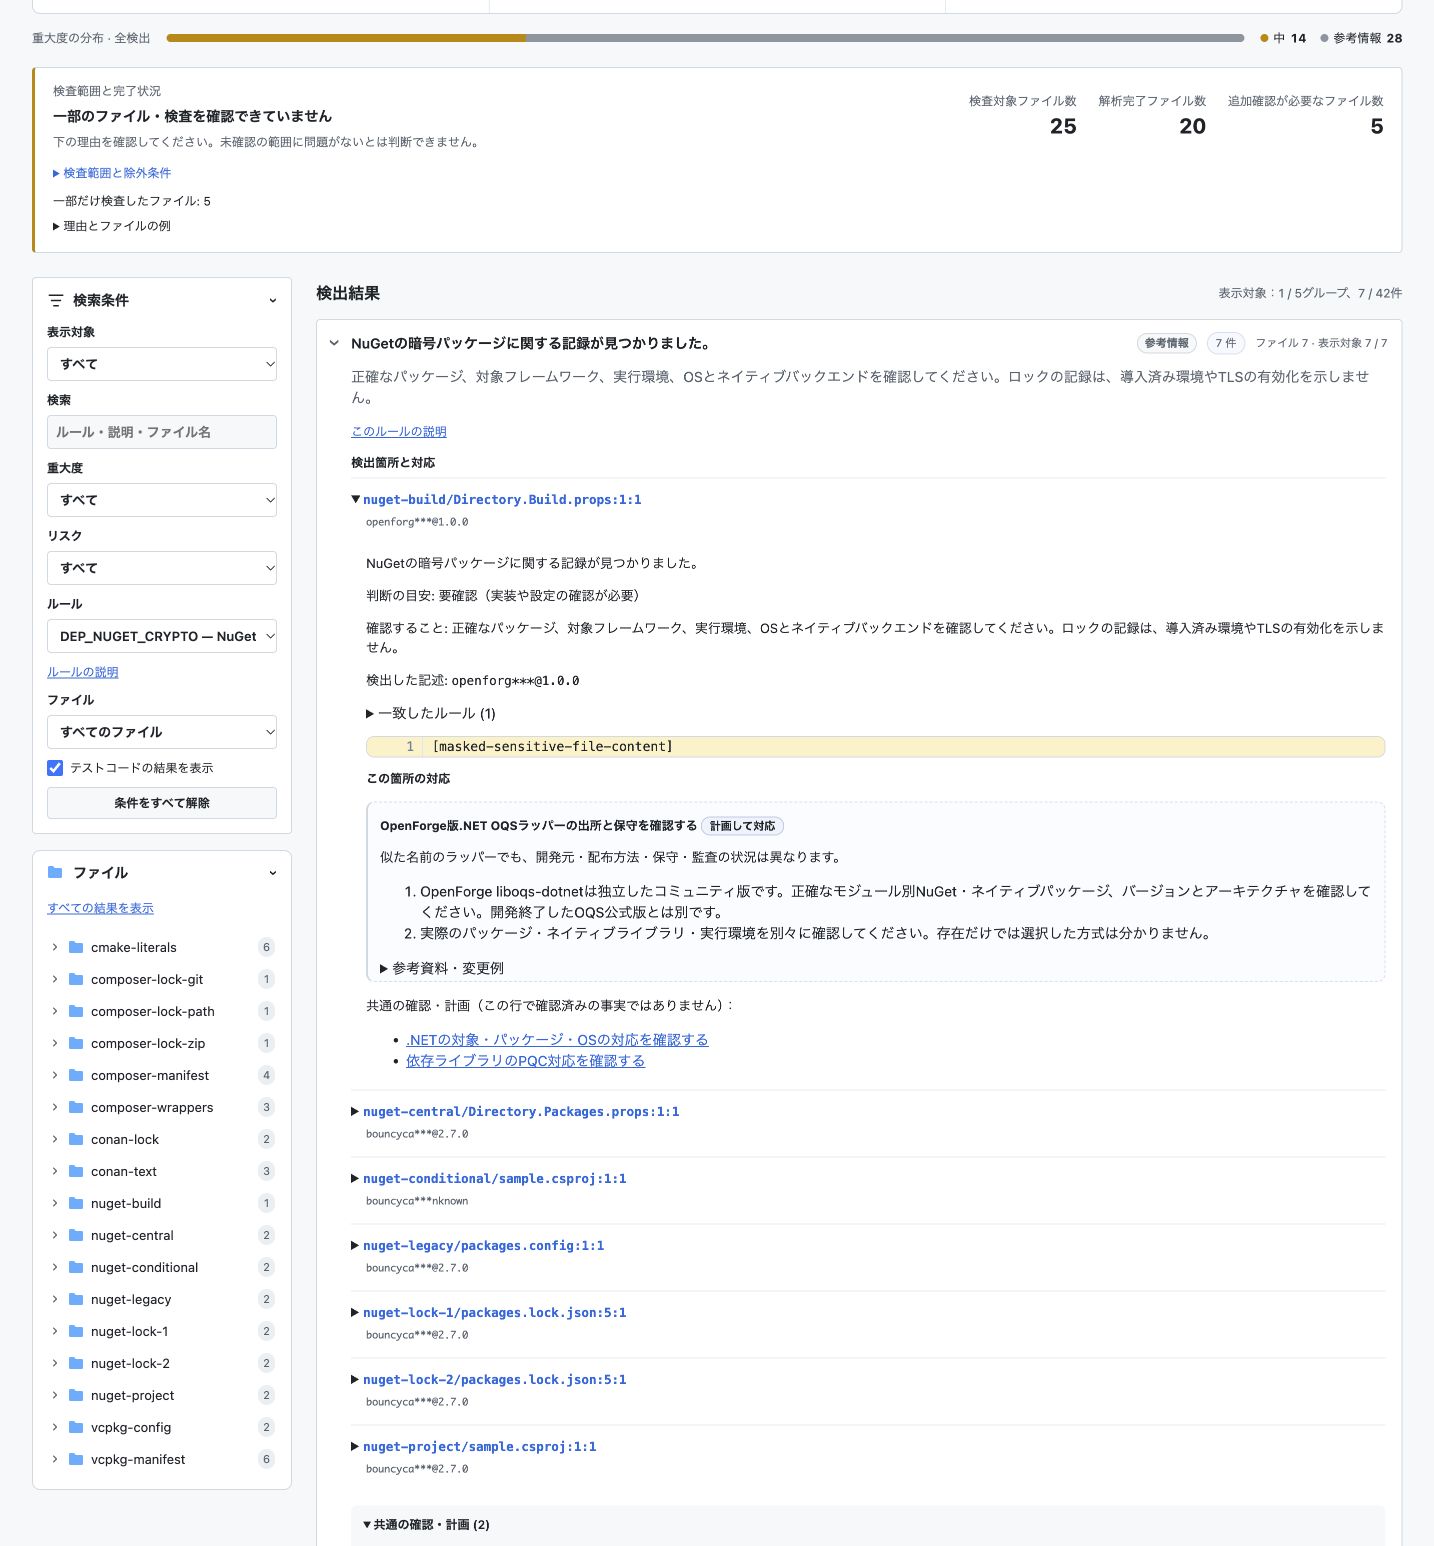 重大度の分布 · 全検出
中 14
参考情報 28
検査範囲と完了状況
一部のファイル・検査を確認できていません
下の理由を確認してください。未確認の範囲に問題がないとは判断できません。
検査対象ファイル数
25
解析完了ファイル数
20
追加確認が必要なファイル数
5
▶ 検査範囲と除外条件
一部だけ検査したファイル: 5
▶ 理由とファイルの例
検索条件
表示対象
すべて
検索
ルール・説明・ファイル名
重大度
すべて
リスク
すべて
ルール
DEP_NUGET_CRYPTO — NuGet
ルールの説明
ファイル
すべてのファイル
テストコードの結果を表示
条件をすべて解除
ファイル
すべての結果を表示
cmake-literals 6
composer-lock-git 1
composer-lock-path 1
composer-lock-zip 1
composer-manifest 4
composer-wrappers 3
conan-lock 2
conan-text 3
nuget-build 1
nuget-central 2
nuget-conditional 2
nuget-legacy 2
nuget-lock-1 2
nuget-lock-2 2
nuget-project 2
vcpkg-config 2
vcpkg-manifest 6
検出結果
表示対象：1 / 5グループ、7 / 42件
NuGetの暗号パッケージに関する記録が見つかりました。
参考情報
7 件
ファイル 7 · 表示対象 7 / 7
正確なパッケージ、対象フレームワーク、実行環境、OSとネイティブバックエンドを確認してください。ロックの記録は、導入済み環境やTLSの有効化を示しませ
ん。
このルールの説明
検出箇所と対応
▼ nuget-build/Directory.Build.props:1:1
openforg***@1.0.0
NuGetの暗号パッケージに関する記録が見つかりました。
判断の目安: 要確認（実装や設定の確認が必要）
確認すること: 正確なパッケージ、対象フレームワーク、実行環境、OSとネイティブバックエンドを確認してください。ロックの記録は、導入済み環境やTLSの有効化を示しま
せん。
検出した記述: openforg***@1.0.0
▶ 一致したルール (1)
1 [masked-sensitive-file-content]
この箇所の対応
OpenForge版.NET OQSラッパーの出所と保守を確認する 計画して対応
似た名前のラッパーでも、開発元・配布方法・保守・監査の状況は異なります。
1. OpenForge liboqs-dotnetは独立したコミュニティ版です。正確なモジュール別NuGet・ネイティブパッケージ、バージョンとアーキテクチャを確認して
ください。開発終了したOQS公式版とは別です。
2. 実際のパッケージ・ネイティブライブラリ・実行環境を別々に確認してください。存在だけでは選択した方式は分かりません。
▶ 参考資料・変更例
共通の確認・計画（この行で確認済みの事実ではありません）:
• .NETの対象・パッケージ・OSの対応を確認する
• 依存ライブラリのPQC対応を確認する
▶ nuget-central/Directory.Packages.props:1:1
bouncyca***@2.7.0
▶ nuget-conditional/sample.csproj:1:1
bouncyca***nknown
▶ nuget-legacy/packages.config:1:1
bouncyca***@2.7.0
▶ nuget-lock-1/packages.lock.json:5:1
bouncyca***@2.7.0
▶ nuget-lock-2/packages.lock.json:5:1
bouncyca***@2.7.0
▶ nuget-project/sample.csproj:1:1
bouncyca***@2.7.0
▼ 共通の確認・計画 (2)